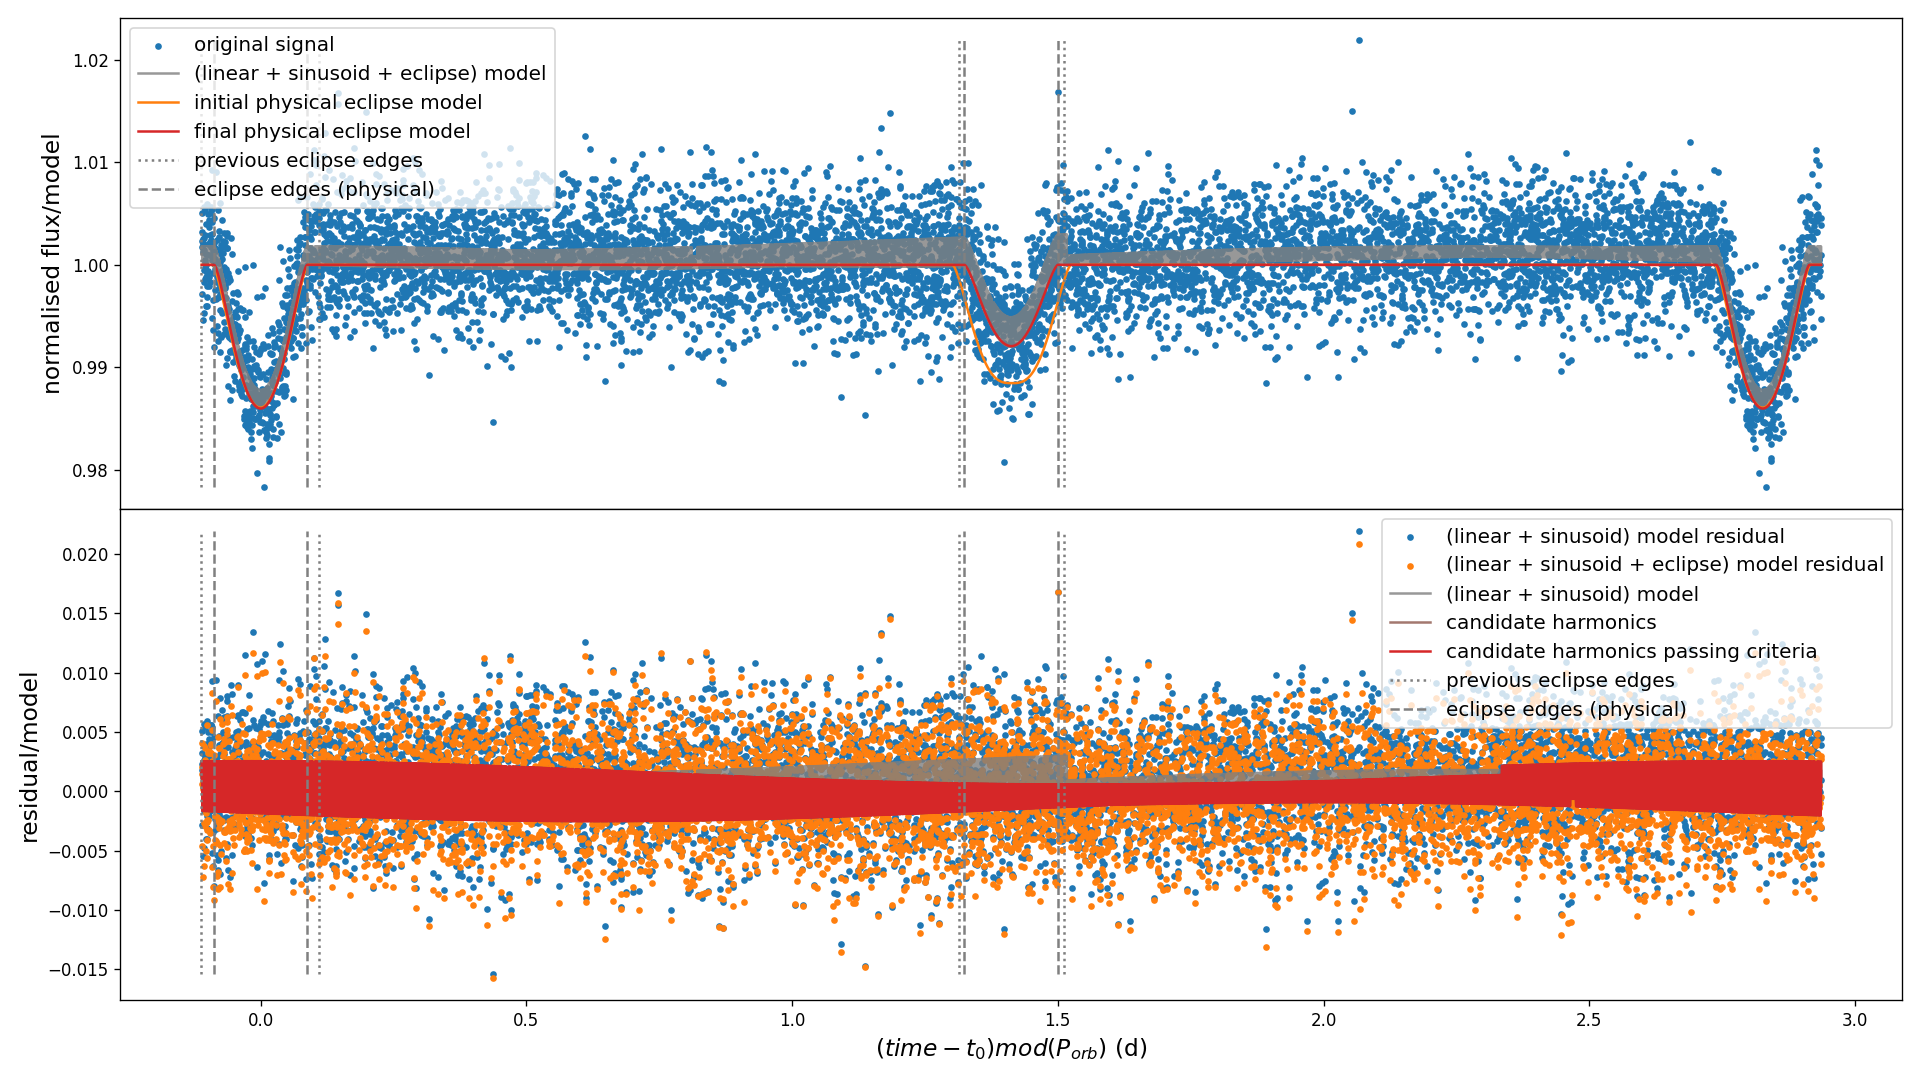 original signal
(linear + sinusoid + eclipse) model
initial physical eclipse model
final physical eclipse model
previous eclipse edges
eclipse edges (physical)
normalised flux/model
1.02
1.01
1.00
0.99
0.98
(linear + sinusoid) model residual
(linear + sinusoid + eclipse) model residual
(linear + sinusoid) model
candidate harmonics
candidate harmonics passing criteria
previous eclipse edges
eclipse edges (physical)
residual/model
0.020
0.015
0.010
0.005
0.000
−0.005
−0.010
−0.015
0.0 0.5 1.0 1.5 2.0 2.5 3.0
(time − t₀)mod(Pₒᵣb) (d)